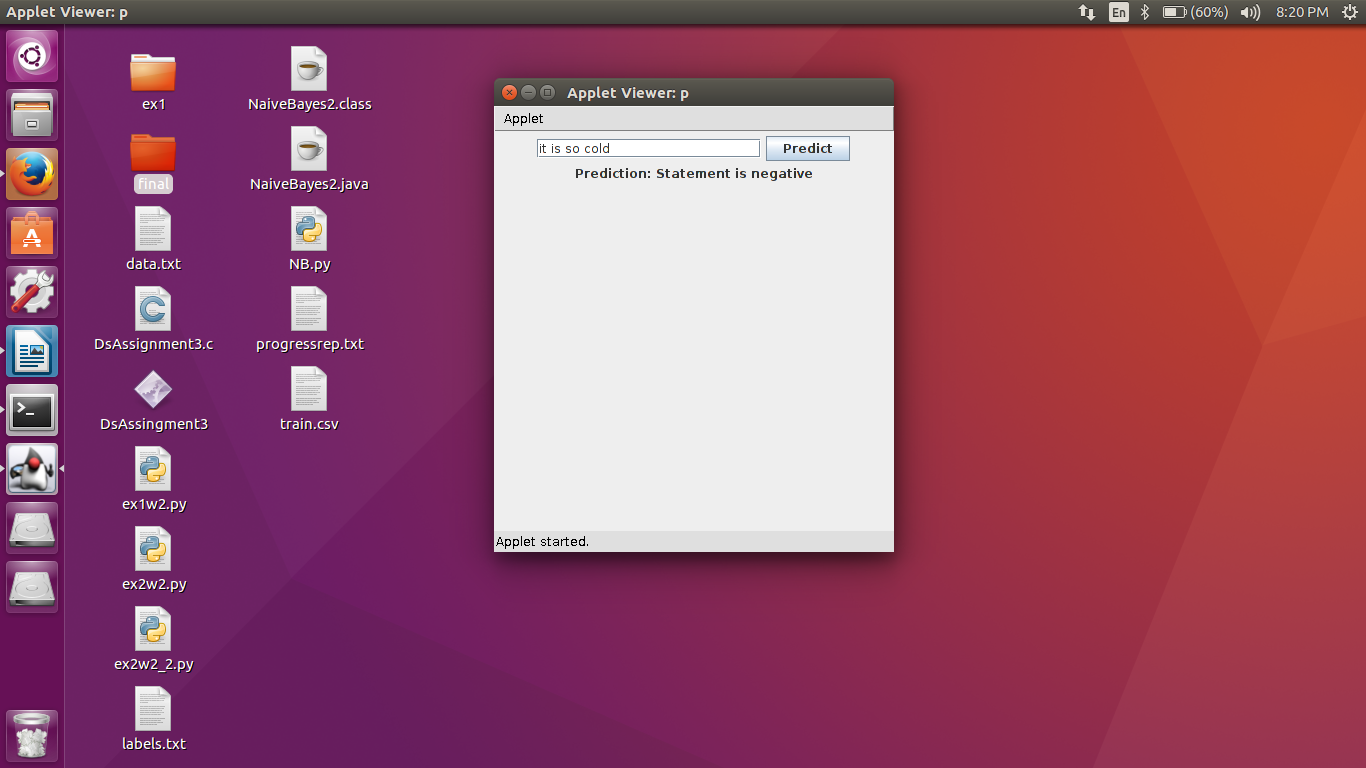 Applet Viewer: p
En
(60%)
8:20 PM
ex1
NaiveBayes2.class
final
NaiveBayes2.java
data.txt
NB.py
DsAssignment3.c
progressrep.txt
DsAssingment3
train.csv
ex1w2.py
ex2w2.py
ex2w2_2.py
labels.txt
Applet Viewer: p
Applet
it is so cold
Predict
Prediction: Statement is negative
Applet started.